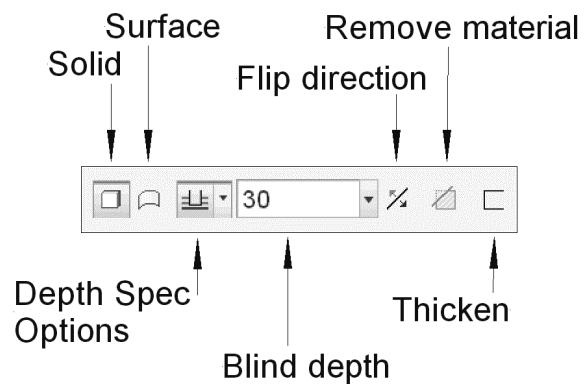 Surface
Remove material
Solid
Flip direction
30
Depth Spec
Options
Thicken
Blind depth